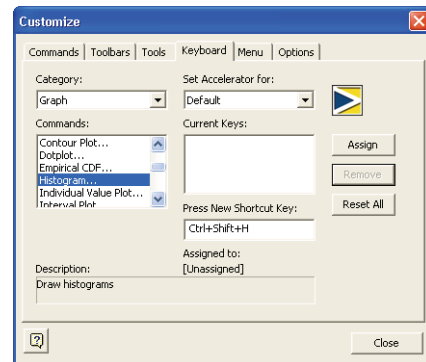 Customize
Commands Toolbars Tools Keyboard Menu Options
Category:
Graph
Set Accelerator for:
Default
Commands:
Contour Plot...
Dotplot...
Empirical CDF...
Histogram...
Individual Value Plot...
Interval Plot
Current Keys:
Assign
Remove
Reset All
Press New Shortcut Key:
Ctrl+Shift+H
Assigned to:
[Unassigned]
Description:
Draw histograms
Close